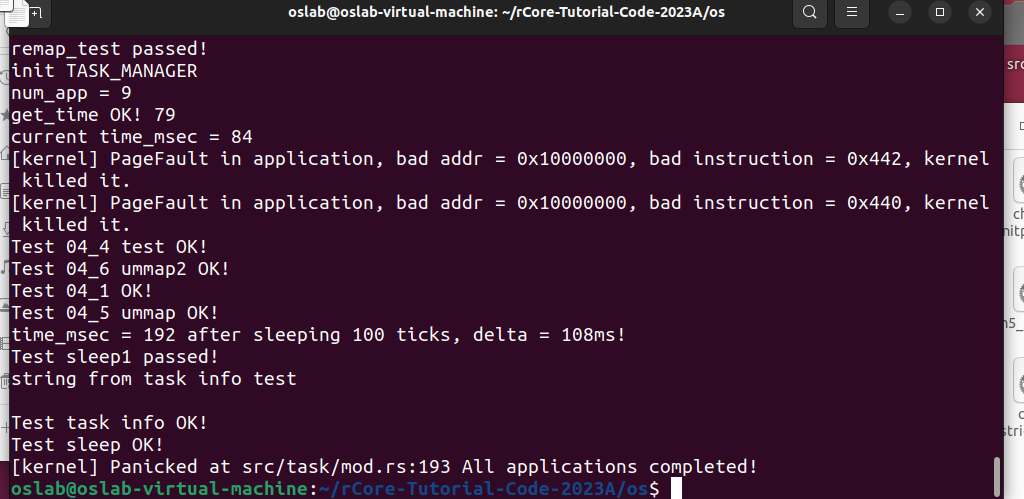 oslab@oslab-virtual-machine: ~/rCore-Tutorial-Code-2023A/os
remap_test passed!
init TASK_MANAGER
num_app = 9
get_time OK! 79
current time_msec = 84
[kernel] PageFault in application, bad addr = 0x10000000, bad instruction = 0x442, kernel
killed it.
[kernel] PageFault in application, bad addr = 0x10000000, bad instruction = 0x440, kernel
killed it.
Test 04_4 test OK!
Test 04_6 ummap2 OK!
Test 04_1 OK!
Test 04_5 ummap OK!
time_msec = 192 after sleeping 100 ticks, delta = 108ms!
Test sleep1 passed!
string from task info test
Test task info OK!
Test sleep OK!
[kernel] Panicked at src/task/mod.rs:193 All applications completed!
oslab@oslab-virtual-machine:~/rCore-Tutorial-Code-2023A/os$
src